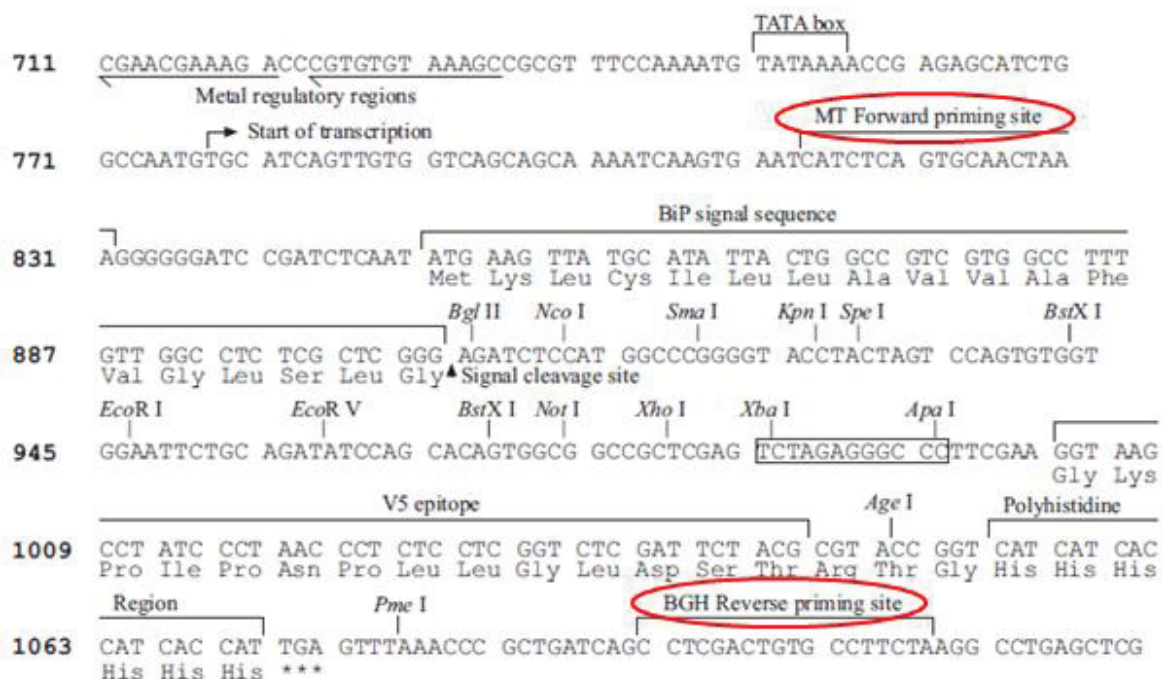 TATA box
711 CGAACGAAAG ACCCGTGTGT AAAGCCGCGT TTCCAAAATG TATAAAACCG AGAGCATCTG
Metal regulatory regions
Start of transcription MT Forward priming site
771 GCCAATGTGC ATCAGTTGTG GTCAGCAGCA AAATCAAGTG AATCATCTCA GTGCAACTAA
BiP signal sequence
831 AGGGGGGATC CGATCTCAAT ATG AAG TTA TGC ATA TTA CTG GCC GTC GTG GCC TTT
Met Lys Leu Cys Ile Leu Leu Ala Val Val Ala Phe
Bgl II Nco I Sma I Kpn I Spe I BstX I
887 GTT GGC CTC TCG CTC GGG AGATCTCCAT GGCCCGGGGT ACCTACTAGT CCAGTGTGGT
Val Gly Leu Ser Leu Gly Signal cleavage site
EcoR I EcoR V BstX I Not I Xho I Xba I Apa I
945 GGAATTCTGC AGATATCCAG CACAGTGGCG GCCGCTCGAG TCTAGAGGGC CCTTCGAA GGT AAG
Gly Lys
V5 epitope Age I Polyhistidine
1009 CCT ATC CCT AAC CCT CTC CTC GGT CTC GAT TCT ACG CGT ACC GGT CAT CAT CAC
Pro Ile Pro Asn Pro Leu Leu Gly Leu Asp Ser Thr Arg Thr Gly His His His
Region Pme I BGH Reverse priming site
1063 CAT CAC CAT TGA GTTTAAACCC GCTGATCAGC CTCGACTGTG CCTTCTAAGG CCTGAGCTCG
His His His ***